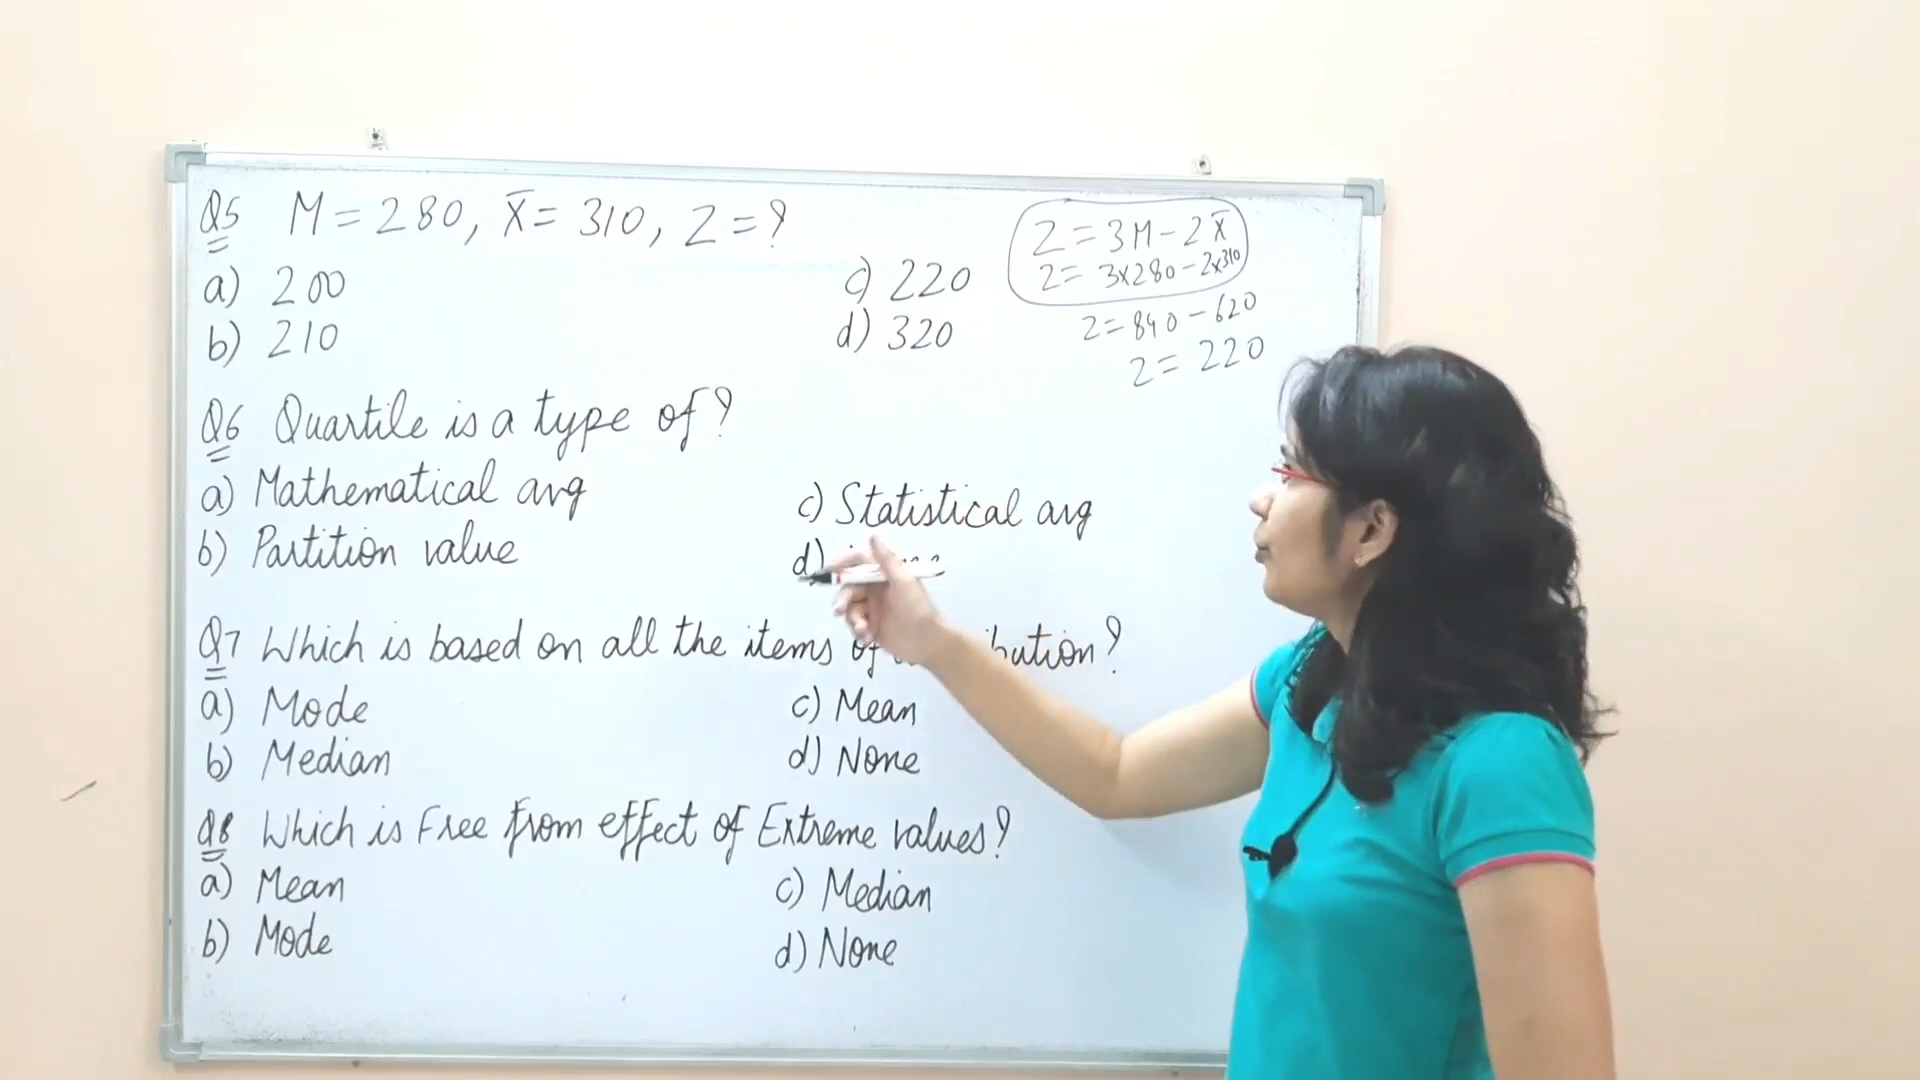 Q5 M = 280, X̄ = 310, Z = ?
a) 200
b) 210
c) 220
d) 320
Z = 3M - 2X̄
Z = 3x280 - 2x310
Z = 840 - 620
Z = 220
Q6 Quartile is a type of?
a) Mathematical avg
b) Partition value
c) Statistical avg
d)
Q7 Which is based on all the items of
a) Mode
b) Median
c) Mean
d) None
Q8 Which is Free from effect of Extreme values?
a) Mean
b) Mode
c) Median
d) None